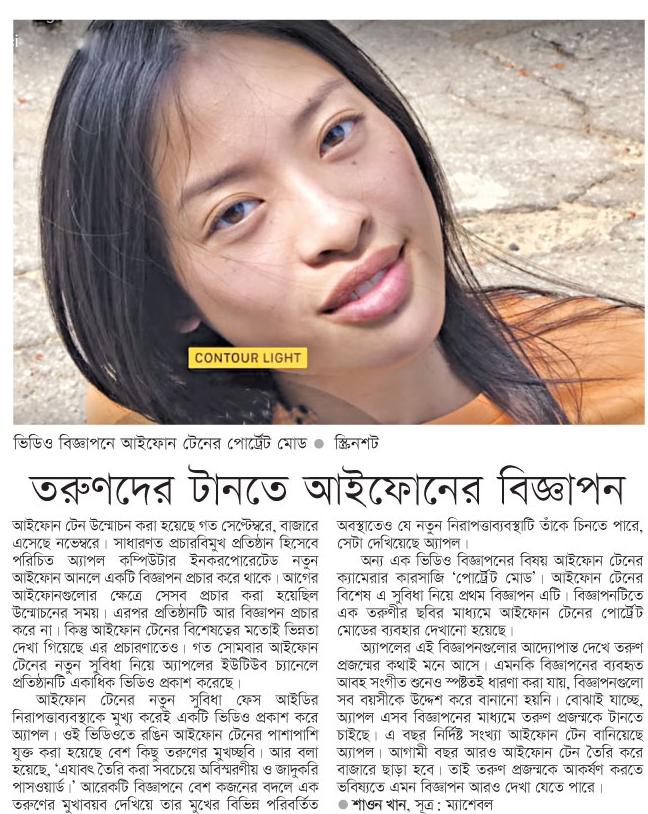 CONTOUR LIGHT
ভিডিও বিজ্ঞাপনে আইফোন টেনের পোর্ট্রেট মোড ● স্ক্রিনশট
তরুণদের টানতে আইফোনের বিজ্ঞাপন
আইফোন টেন উন্মোচন করা হয়েছে গত সেপ্টেম্বরে, বাজারে
এসেছে নভেম্বরে। সাধারণত প্রচারবিমুখ প্রতিষ্ঠান হিসেবে
পরিচিত অ্যাপল কম্পিউটার ইনকরপোরেটেড নতুন
আইফোন আনলে একটি বিজ্ঞাপন প্রচার করে থাকে। আগের
আইফোনগুলোর ক্ষেত্রে সেসব প্রচার করা হয়েছিল
উন্মোচনের সময়। এরপর প্রতিষ্ঠানটি আর বিজ্ঞাপন প্রচার
করে না। কিন্তু আইফোন টেনের বিশেষত্বের মতোই ভিন্নতা
দেখা গিয়েছে এর প্রচারণাতেও। গত সোমবার আইফোন
টেনের নতুন সুবিধা নিয়ে অ্যাপলের ইউটিউব চ্যানেলে
প্রতিষ্ঠানটি একাধিক ভিডিও প্রকাশ করেছে।
আইফোন টেনের নতুন সুবিধা ফেস আইডির
নিরাপত্তাব্যবস্থাকে মুখ্য করেই একটি ভিডিও প্রকাশ করে
অ্যাপল। ওই ভিডিওতে রঙিন আইফোন টেনের পাশাপাশি
যুক্ত করা হয়েছে বেশ কিছু তরুণের মুখচ্ছবি। আর বলা
হয়েছে, ‘এযাবৎ তৈরি করা সবচেয়ে অবিস্মরণীয় ও জাদুকরি
পাসওয়ার্ড।’ আরেকটি বিজ্ঞাপনে বেশ কজনের বদলে এক
তরুণের মুখাবয়ব দেখিয়ে তার মুখের বিভিন্ন পরিবর্তিত
অবস্থাতেও যে নতুন নিরাপত্তাব্যবস্থাটি তাঁকে চিনতে পারে,
সেটা দেখিয়েছে অ্যাপল।
অন্য এক ভিডিও বিজ্ঞাপনের বিষয় আইফোন টেনের
ক্যামেরার কারসাজি ‘পোর্ট্রেট মোড’। আইফোন টেনের
বিশেষ এ সুবিধা নিয়ে প্রথম বিজ্ঞাপন এটি। বিজ্ঞাপনটিতে
এক তরুণীর ছবির মাধ্যমে আইফোন টেনের পোর্ট্রেট
মোডের ব্যবহার দেখানো হয়েছে।
অ্যাপলের এই বিজ্ঞাপনগুলোর আদ্যোপান্ত দেখে তরুণ
প্রজন্মের কথাই মনে আসে। এমনকি বিজ্ঞাপনের ব্যবহৃত
আবহ সংগীত শুনেও স্পষ্টতই ধারণা করা যায়, বিজ্ঞাপনগুলো
সব বয়সীকে উদ্দেশ করে বানানো হয়নি। বোঝাই যাচ্ছে,
অ্যাপল এসব বিজ্ঞাপনের মাধ্যমে তরুণ প্রজন্মকে টানতে
চাইছে। এ বছর নির্দিষ্ট সংখ্যা আইফোন টেন বানিয়েছে
অ্যাপল। আগামী বছর আরও আইফোন টেন তৈরি করে
বাজারে ছাড়া হবে। তাই তরুণ প্রজন্মকে আকর্ষণ করতে
ভবিষ্যতে এমন বিজ্ঞাপন আরও দেখা যেতে পারে।
● শাওন খান, সূত্র : ম্যাশেবল